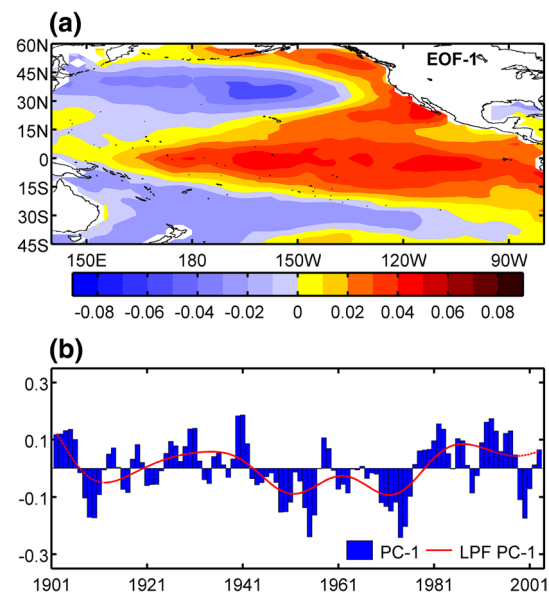 (a)
60N
EOF-1
45N
30N
15N
0
15S
30S
45S
150E 180 150W 120W 90W
-0.08 -0.06 -0.04 -0.02 0 0.02 0.04 0.06 0.08
(b)
0.3
0.1
-0.1
-0.3
PC-1 LPF PC-1
1901 1921 1941 1961 1981 2001